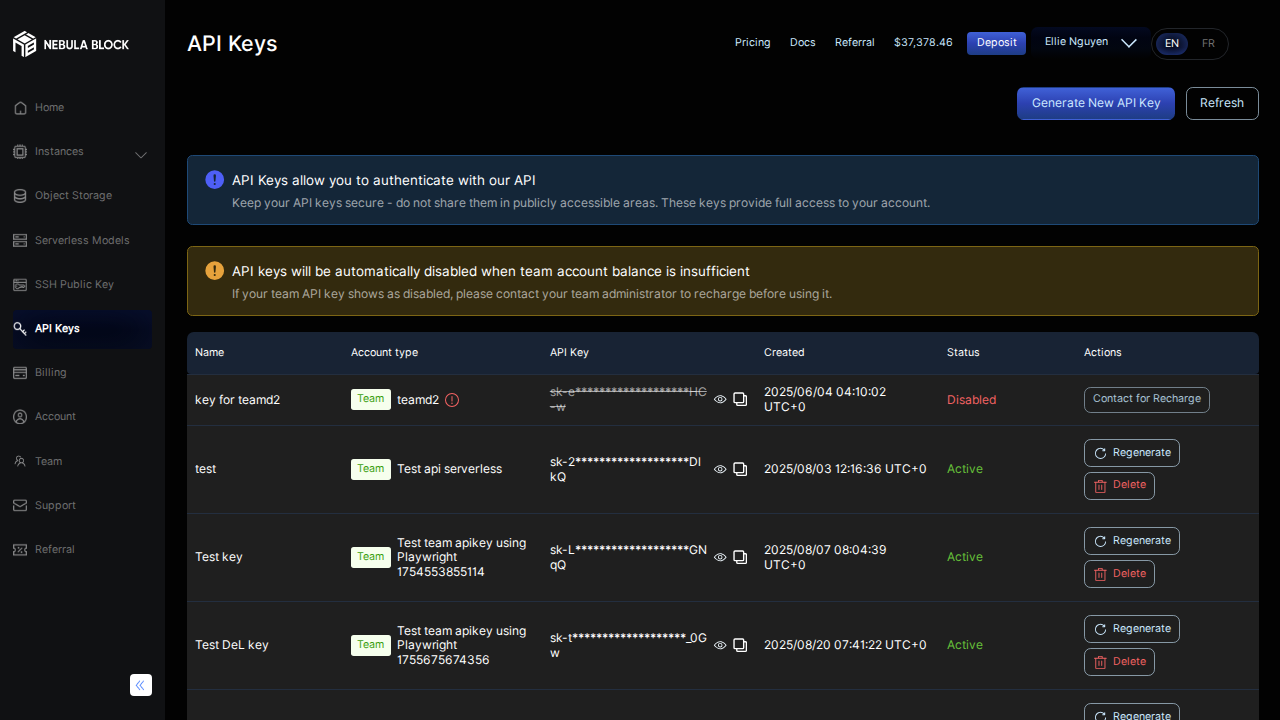 NEBULA BLOCK
API Keys
Pricing
Docs
Referral
$37,378.46
Deposit
Ellie Nguyen
EN
FR
Home
Instances
Object Storage
Serverless Models
SSH Public Key
API Keys
Billing
Account
Team
Support
Referral
Generate New API Key
Refresh
API Keys allow you to authenticate with our API
Keep your API keys secure - do not share them in publicly accessible areas. These keys provide full access to your account.
API keys will be automatically disabled when team account balance is insufficient
If your team API key shows as disabled, please contact your team administrator to recharge before using it.
Name
Account type
API Key
Created
Status
Actions
key for teamd2
Team
teamd2
sk-e*******************HC
-w
2025/06/04 04:10:02
UTC+0
Disabled
Contact for Recharge
test
Team
Test api serverless
sk-2*******************DI
kQ
2025/08/03 12:16:36 UTC+0
Active
Regenerate
Delete
Test key
Team
Test team apikey using
Playwright
1754553855114
sk-L*******************GN
qQ
2025/08/07 08:04:39
UTC+0
Active
Regenerate
Delete
Test DeL key
Team
Test team apikey using
Playwright
1755675674356
sk-t*******************_0G
w
2025/08/20 07:41:22 UTC+0
Active
Regenerate
Delete
Regenerate